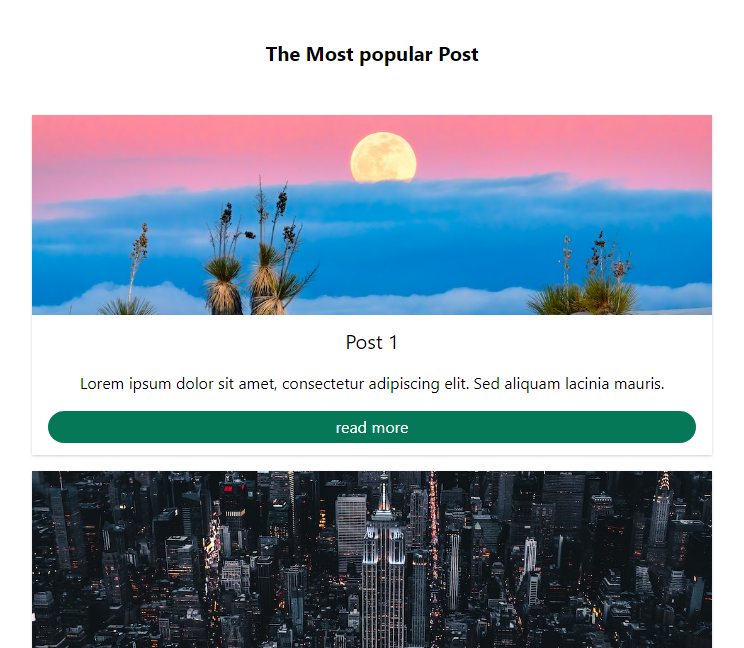 The Most popular Post
Post 1
Lorem ipsum dolor sit amet, consectetur adipiscing elit. Sed aliquam lacinia mauris.
read more